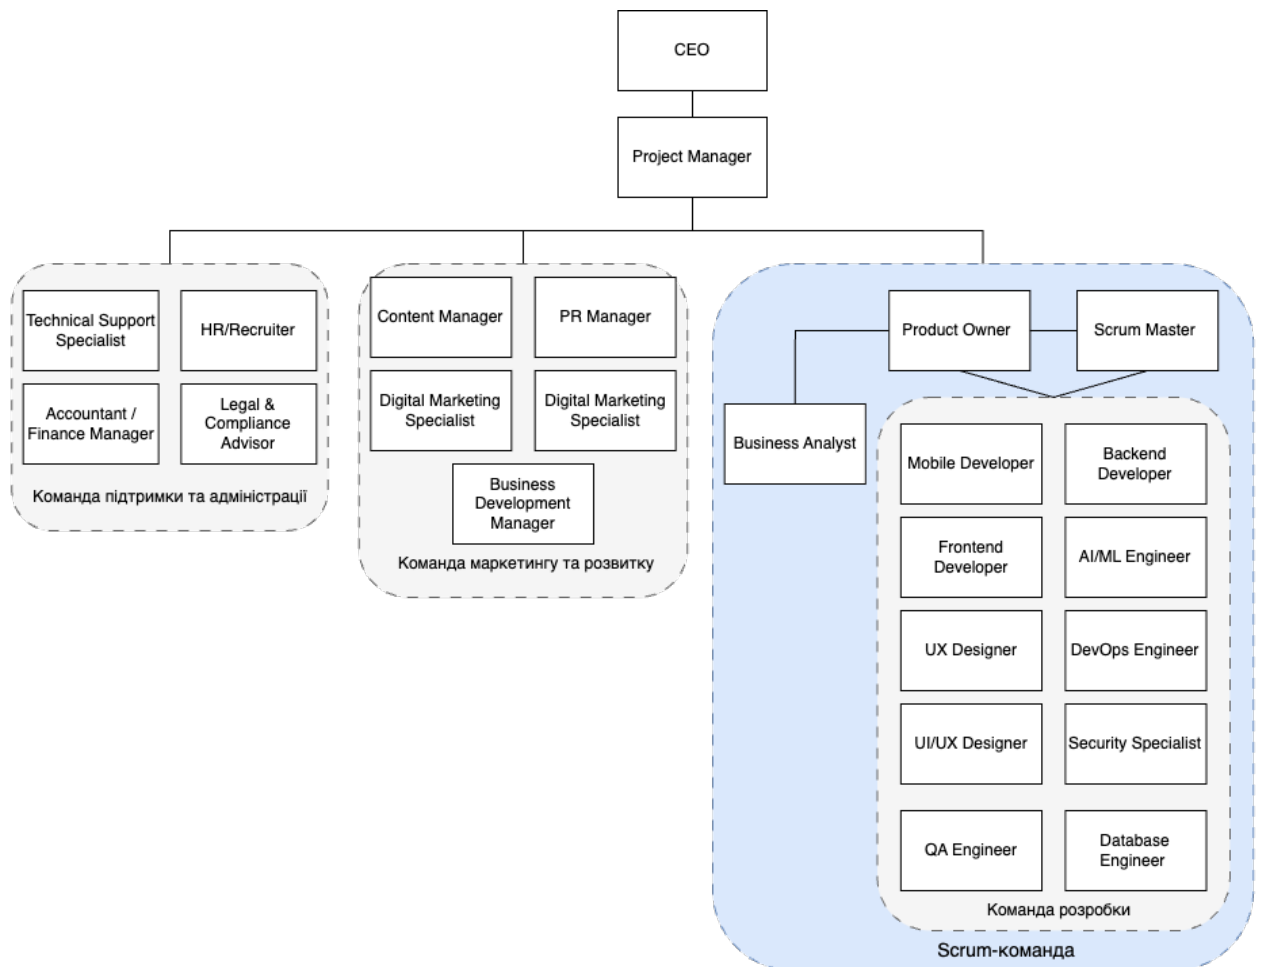 CEO
Project Manager
Technical Support
Specialist
HR/Recruiter
Accountant /
Finance Manager
Legal &
Compliance
Advisor
Команда підтримки та адміністрації
Content Manager
PR Manager
Digital Marketing
Specialist
Digital Marketing
Specialist
Business
Development
Manager
Команда маркетингу та розвитку
Product Owner
Scrum Master
Business Analyst
Mobile Developer
Backend
Developer
Frontend
Developer
AI/ML Engineer
UX Designer
DevOps Engineer
UI/UX Designer
Security Specialist
QA Engineer
Database
Engineer
Команда розробки
Scrum-команда